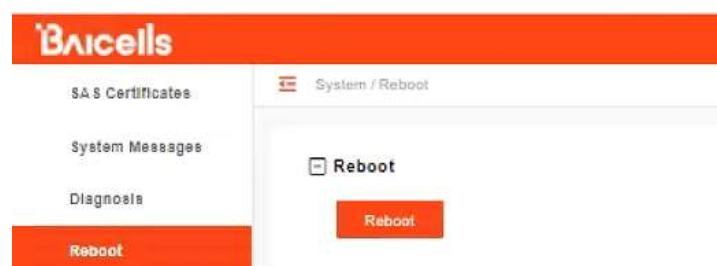 Baicells
SAS Certificates
System / Reboot
System Messages
Reboot
Diagnosis
Reboot
Reboot